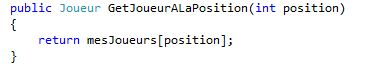 public Joueur GetJoueurALaPosition(int position)
{
    return mesJoueurs[position];
}